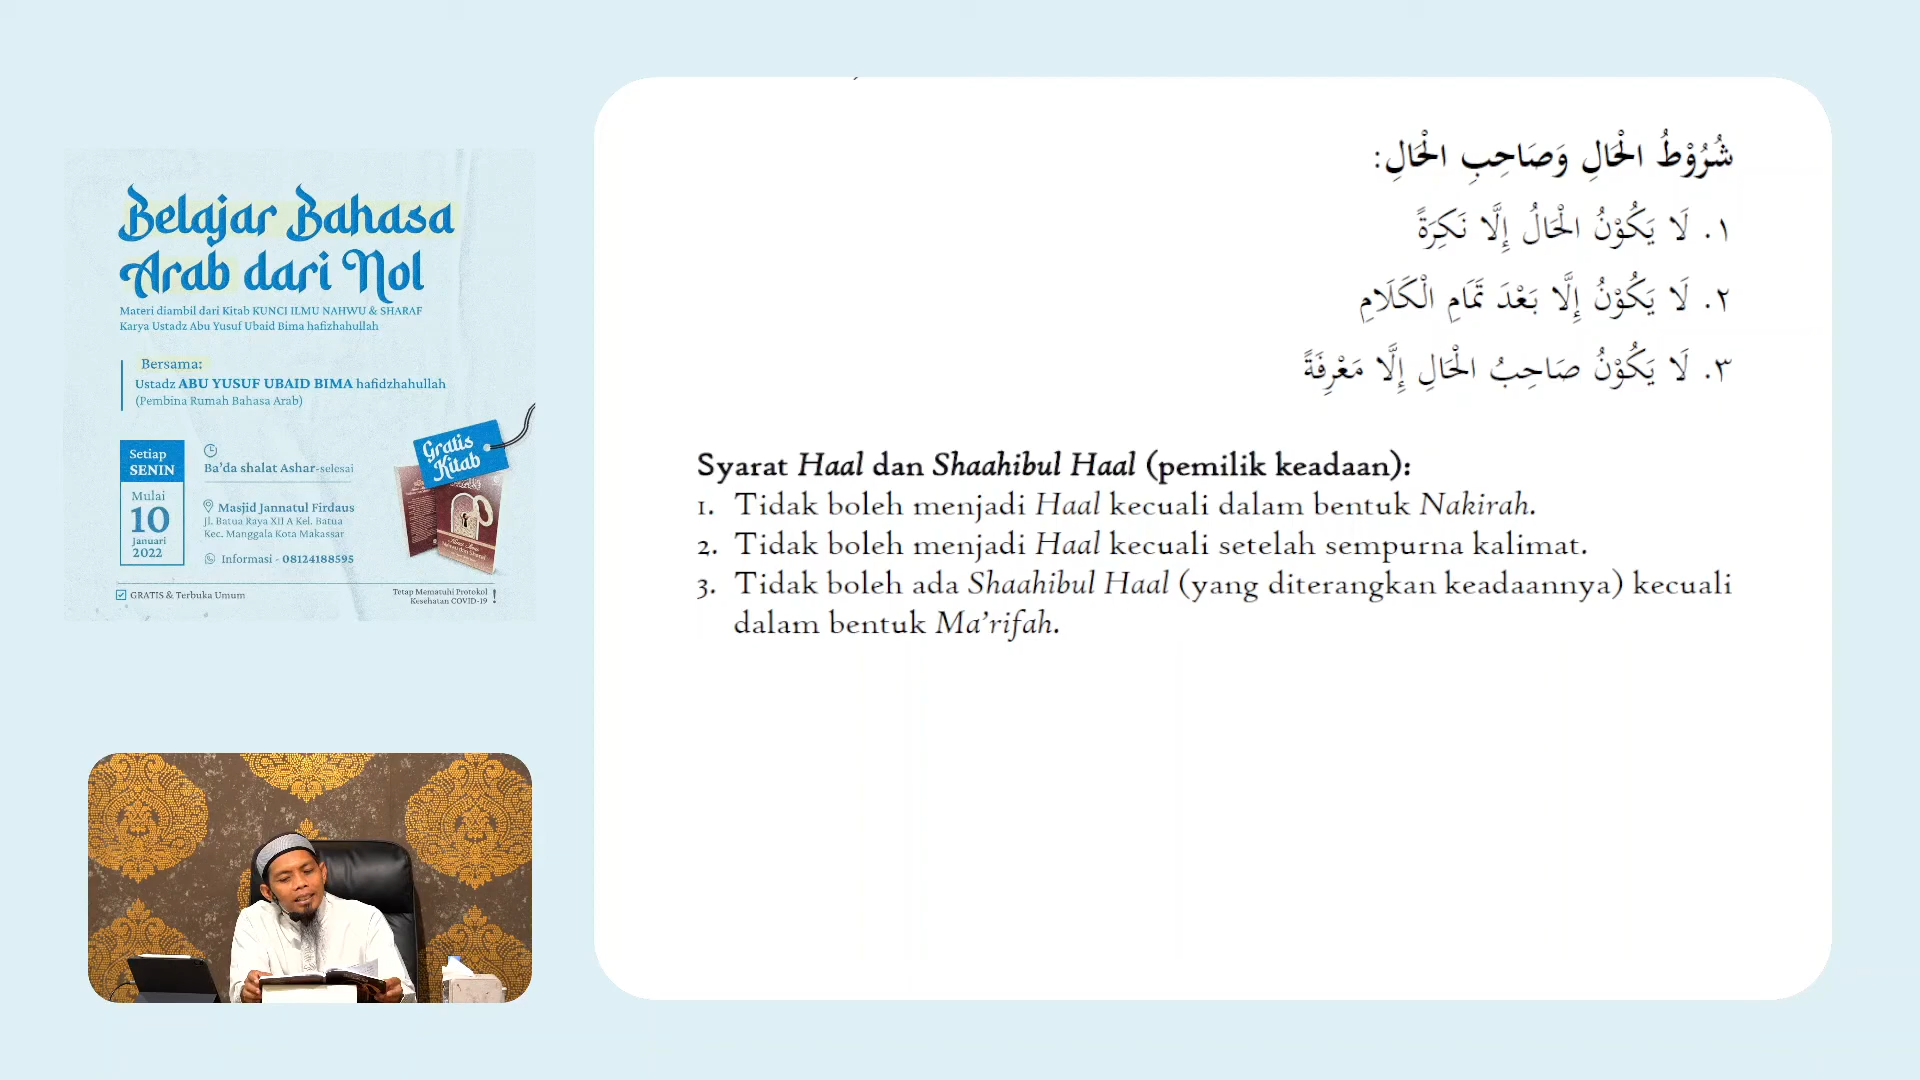 Belajar Bahasa
Arab dari Nol
Materi diambil dari Kitab KUNCI ILMU NAHWU & SHARAF
Karya Ustadz Abu Yusuf Ubaid Bima hafizhahullah
Bersama:
Ustadz ABU YUSUF UBAID BIMA hafidzhahullah
(Pembina Rumah Bahasa Arab)
Setiap
SENIN
Mulai
10
Januari
2022
Ba'da shalat Ashar-selesai
Masjid Jannatul Firdaus
Jl. Batua Raya XII A Kel. Batua
Kec. Manggala Kota Makassar
Informasi - 08124188595
Gratis
Kitab
GRATIS & Terbuka Umum
Tetap Mematuhi Protokol
Kesehatan COVID-19 !
شُرُوْطُ الْحَالِ وَصَاحِبِ الْحَالِ:
١. لَا يَكُوْنُ الْحَالُ إِلَّا نَكِرَةً
٢. لَا يَكُوْنُ إِلَّا بَعْدَ تَمَامِ الْكَلَامِ
٣. لَا يَكُوْنُ صَاحِبُ الْحَالِ إِلَّا مَعْرِفَةً
Syarat Haal dan Shaahibul Haal (pemilik keadaan):
1. Tidak boleh menjadi Haal kecuali dalam bentuk Nakirah.
2. Tidak boleh menjadi Haal kecuali setelah sempurna kalimat.
3. Tidak boleh ada Shaahibul Haal (yang diterangkan keadaannya) kecuali
dalam bentuk Ma'rifah.